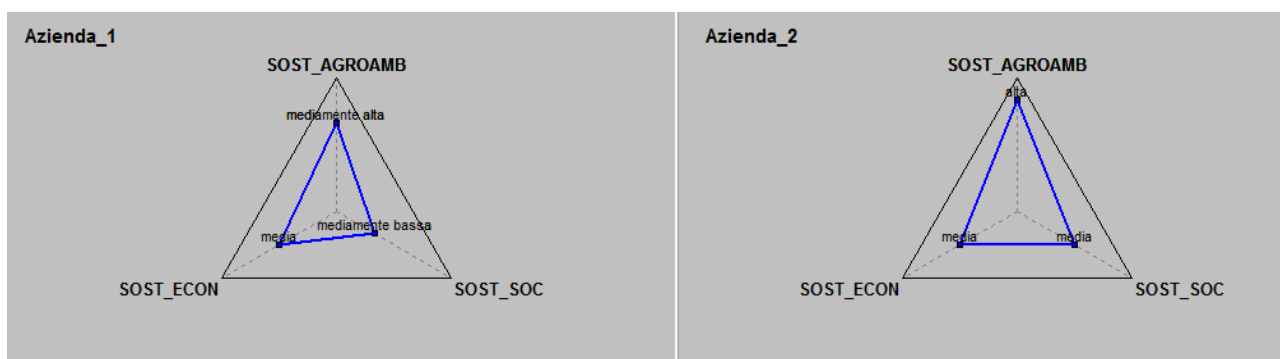 Azienda_1
SOST_AGROAMB
mediamente alta
mediamente bassa
media
SOST_ECON
SOST_SOC
Azienda_2
SOST_AGROAMB
alta
media
media
SOST_ECON
SOST_SOC